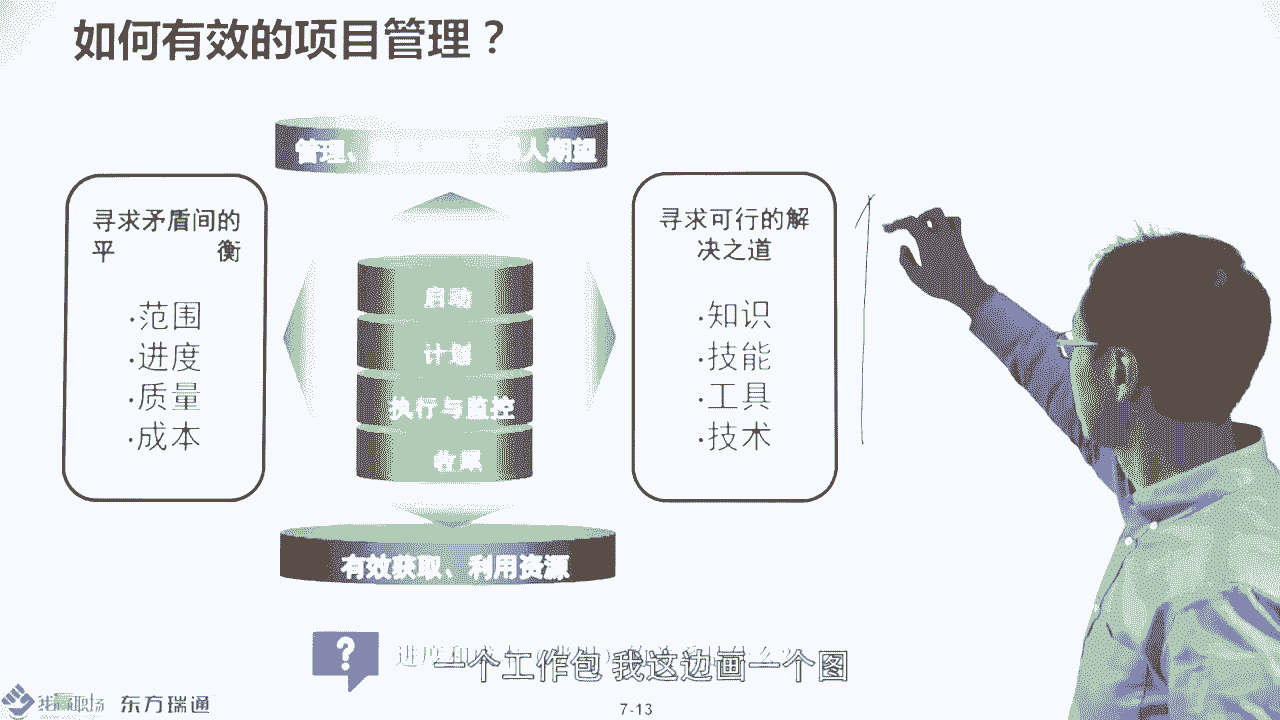 如何有效的项目管理？
管理、人期望
寻求矛盾间的
平 衡
·范围
·进度
·质量
·成本
启动
计划
执行与监控
收尾
寻求可行的解
决之道
·知识
·技能
·工具
·技术
有效获取、利用资源
?
进度和
一个工作包 我这边画一个图
东方瑞通
7-13